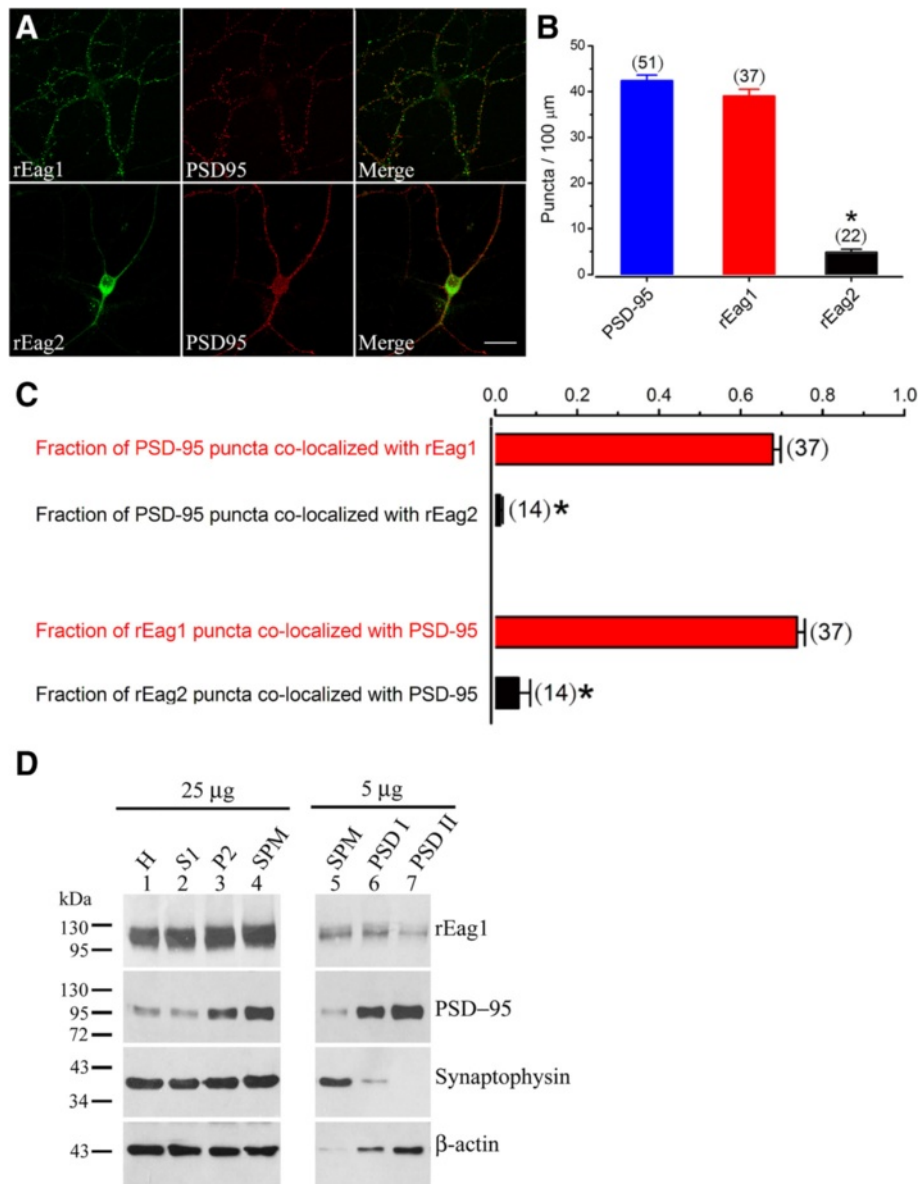 A
rEag1
PSD95
Merge
rEag2
PSD95
Merge
B
Puncta / 100 µm
50
40
30
20
10
0
(51)
(37)
*
(22)
PSD-95
rEag1
rEag2
C
0.0 0.2 0.4 0.6 0.8 1.0
Fraction of PSD-95 puncta co-localized with rEag1 (37)
Fraction of PSD-95 puncta co-localized with rEag2 (14)*
Fraction of rEag1 puncta co-localized with PSD-95 (37)
Fraction of rEag2 puncta co-localized with PSD-95 (14)*
D
25 µg 5 µg
H S1 P2 SPM SPM PSD I PSD II
1 2 3 4 5 6 7
kDa
130
95
rEag1
130
95
72
PSD–95
43
34
Synaptophysin
43
β-actin